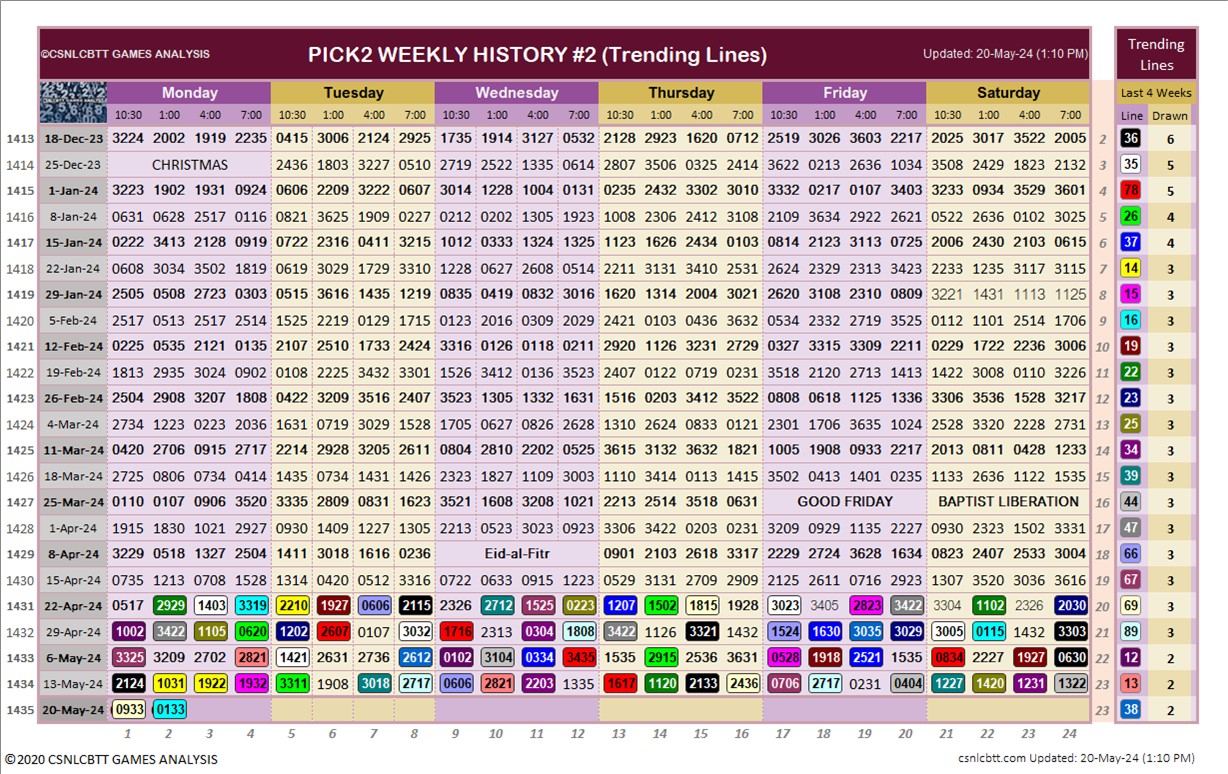 ©CSNLCBTT GAMES ANALYSIS PICK2 WEEKLY HISTORY #2 (Trending Lines) Updated: 20-May-24 (1:10 PM) Trending Lines
Monday Tuesday Wednesday Thursday Friday Saturday Last 4 Weeks
10:30 1:00 4:00 7:00 10:30 1:00 4:00 7:00 10:30 1:00 4:00 7:00 10:30 1:00 4:00 7:00 10:30 1:00 4:00 7:00 10:30 1:00 4:00 7:00 Line Drawn
1413 18-Dec-23 3224 2002 1919 2235 0415 3006 2124 2925 1735 1914 3127 0532 2128 2923 1620 0712 2519 3026 3603 2217 2025 3017 3522 2005 2 36 6
1414 25-Dec-23 CHRISTMAS 2436 1803 3227 0510 2719 2522 1335 0614 2807 3506 0305 2414 3622 0213 2636 1034 3508 2429 1823 2132 3 35 5
1415 1-Jan-24 3223 1902 1931 0924 0606 2209 3222 0607 3014 1228 1004 0131 0235 2432 3302 3010 3332 0217 0107 3403 3233 0934 3529 3601 4 78 5
1416 8-Jan-24 0631 0628 2517 0116 0821 3625 1909 0227 0212 0202 1305 1923 1008 2306 2412 3108 2109 3634 2922 2621 0522 2636 0102 3025 5 26 4
1417 15-Jan-24 0222 3413 2128 0919 0722 2316 0411 3215 1012 0333 1324 1325 1123 1626 2434 0103 0814 2123 3113 0725 2006 2430 2103 0615 6 37 4
1418 22-Jan-24 0608 3034 3502 1819 0619 3029 1729 3310 1228 0627 2608 0514 2211 3131 3410 2531 2624 2329 2313 3423 2233 1235 3117 3115 7 14 3
1419 29-Jan-24 2505 0508 2723 0303 0515 3616 1435 1219 0835 0419 0832 3016 1620 1314 2004 3021 2620 3108 2310 0809 3221 1431 1113 1125 8 15 3
1420 5-Feb-24 2517 0513 2517 2514 1525 2219 0129 1715 0123 2016 0309 2029 2421 0103 0436 3632 0534 2332 2719 3525 0112 1101 2514 1706 9 16 3
1421 12-Feb-24 0225 0535 2121 0135 2107 2510 1733 2424 3316 0126 0118 0211 2920 1126 3231 2729 0327 3315 3309 2211 0229 1722 2236 3006 10 19 3
1422 19-Feb-24 1813 2935 3024 0902 0108 2225 3432 3301 1526 3412 0136 3523 2407 0122 0719 0231 3518 2120 2713 1413 1422 3008 0110 3226 11 22 3
1423 26-Feb-24 2504 2908 3207 1808 0422 3209 3516 2407 3523 1305 1332 1631 1516 0203 3412 3522 0808 0618 1125 1336 3306 3536 1528 3217 12 23 3
1424 4-Mar-24 2734 1223 0223 2036 1631 0719 3029 1528 1705 0627 0826 2628 1310 2624 0833 0121 2301 1706 3635 1024 2528 3320 2228 2731 13 25 3
1425 11-Mar-24 0420 2706 0915 2717 2214 2928 3205 2611 0804 2810 2202 0525 3615 3132 3632 1821 1005 1908 0933 2217 2013 0811 0428 1233 14 34 3
1426 18-Mar-24 2725 0806 0734 0414 1435 0734 1431 1423 2323 1827 1109 3003 1110 3414 1413 1415 3502 0413 1401 0235 1133 2636 1122 1535 15 39 3
1427 25-Mar-24 0110 0107 0906 3520 3335 2809 0831 1623 3521 1608 3208 1021 2213 2514 3518 0631 GOOD FRIDAY BAPTIST LIBERATION 16 44 3
1428 1-Apr-24 1915 1830 1021 2927 0930 1409 1227 1305 2213 0523 3023 0923 3306 3422 0203 0231 3209 0929 1135 2227 0930 2323 1502 3331 17 47 3
1429 8-Apr-24 3229 0518 1327 2504 1411 3018 1616 0236 Eid-al-Fitr 0901 2103 2618 3317 2229 2724 3628 1634 0823 2407 2533 3004 18 66 3
1430 15-Apr-24 0735 1213 0708 1528 1314 0420 0512 3316 0722 0633 0915 1223 0529 3131 2709 2909 2125 2611 0716 2923 1307 3520 3036 3616 19 67 3
1431 22-Apr-24 0517 2929 1403 3319 2210 1927 0606 2115 2326 2712 1525 0223 1207 1502 1815 1928 3023 3405 2823 3422 3304 1102 2326 2030 20 69 3
1432 29-Apr-24 1002 3422 1105 0620 1202 2607 0107 3032 1716 2313 0304 1808 3422 1126 3321 1432 1524 1630 3035 3029 3005 0115 1432 3303 21 89 3
1433 6-May-24 3325 3209 2702 2821 1421 2631 2736 2612 0102 3104 0334 3435 1535 2915 2536 3631 0528 1918 2521 1535 0834 2227 1927 0630 22 12 2
1434 13-May-24 2124 1031 1922 1932 3311 1908 3018 2717 0606 2821 2203 1335 1617 1120 2133 2436 0706 2717 0231 0404 1227 1420 1231 1322 23 13 2
1435 20-May-24 0933 0133 23 38 2
1 2 3 4 5 6 7 8 9 10 11 12 13 14 15 16 17 18 19 20 21 22 23 24
©2020 CSNLCBTT GAMES ANALYSIS csnlcbtt.com Updated: 20-May-24 (1:10 PM)